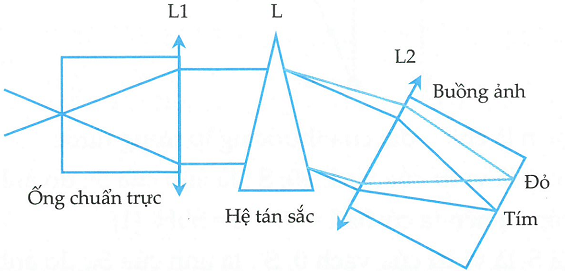 L1
L
L2
Buồng ảnh
Đỏ
Tím
Ống chuẩn trực
Hệ tán sắc